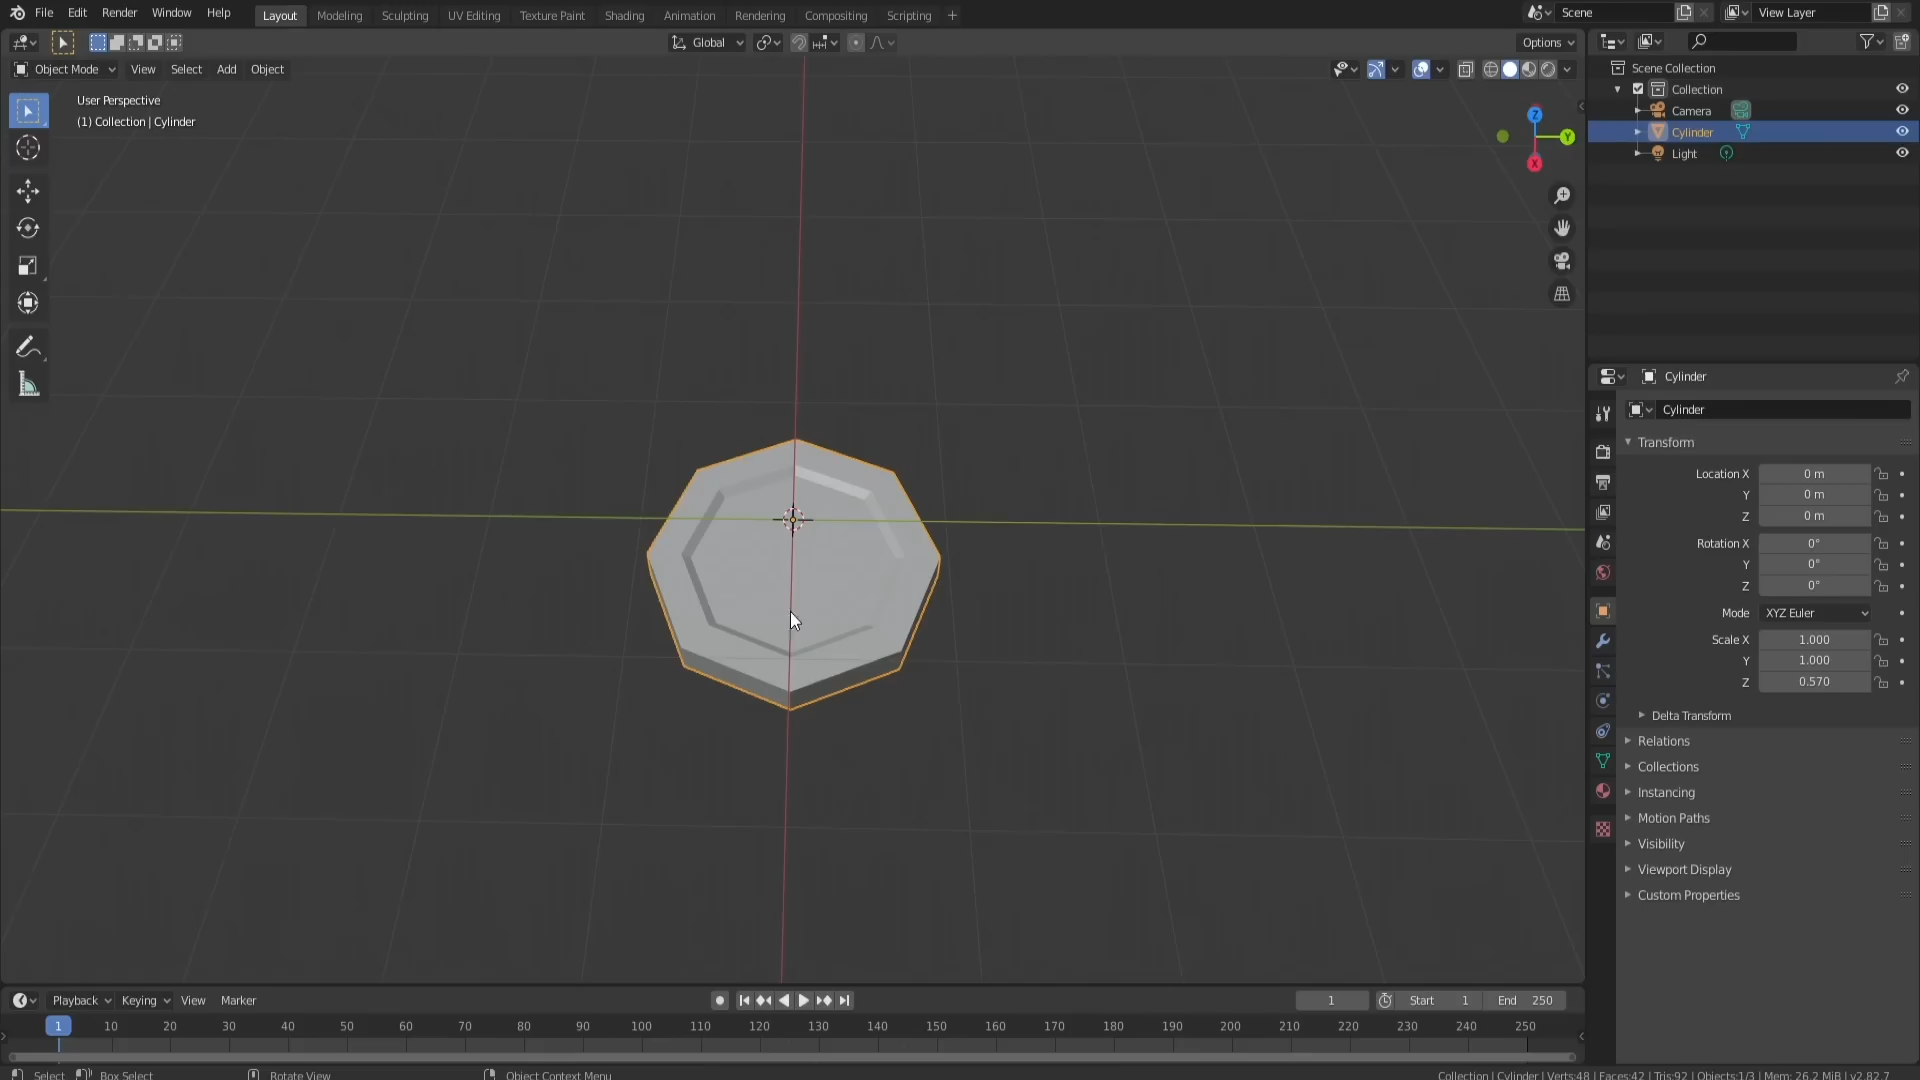 File Edit Render Window Help Layout Modeling Sculpting UV Editing Texture Paint Shading Animation Rendering Compositing Scripting + Scene View Layer
Global Options
Object Mode View Select Add Object
User Perspective
(1) Collection | Cylinder
Z
Y
X
Scene Collection
Collection
Camera
Cylinder
Light
Cylinder
Cylinder
Transform
Location X 0 m
Y 0 m
Z 0 m
Rotation X 0°
Y 0°
Z 0°
Mode XYZ Euler
Scale X 1.000
Y 1.000
Z 0.570
Delta Transform
Relations
Collections
Instancing
Motion Paths
Visibility
Viewport Display
Custom Properties
Playback Keying View Marker 1 Start 1 End 250
1 10 20 30 40 50 60 70 80 90 100 110 120 130 140 150 160 170 180 190 200 210 220 230 240 250
Select Box Select Rotate View Object Context Menu Collection | Cylinder | Verts:48 | Faces:42 | Tris:92 | Objects:1/3 | Mem: 26.2 MiB | v2.82.7